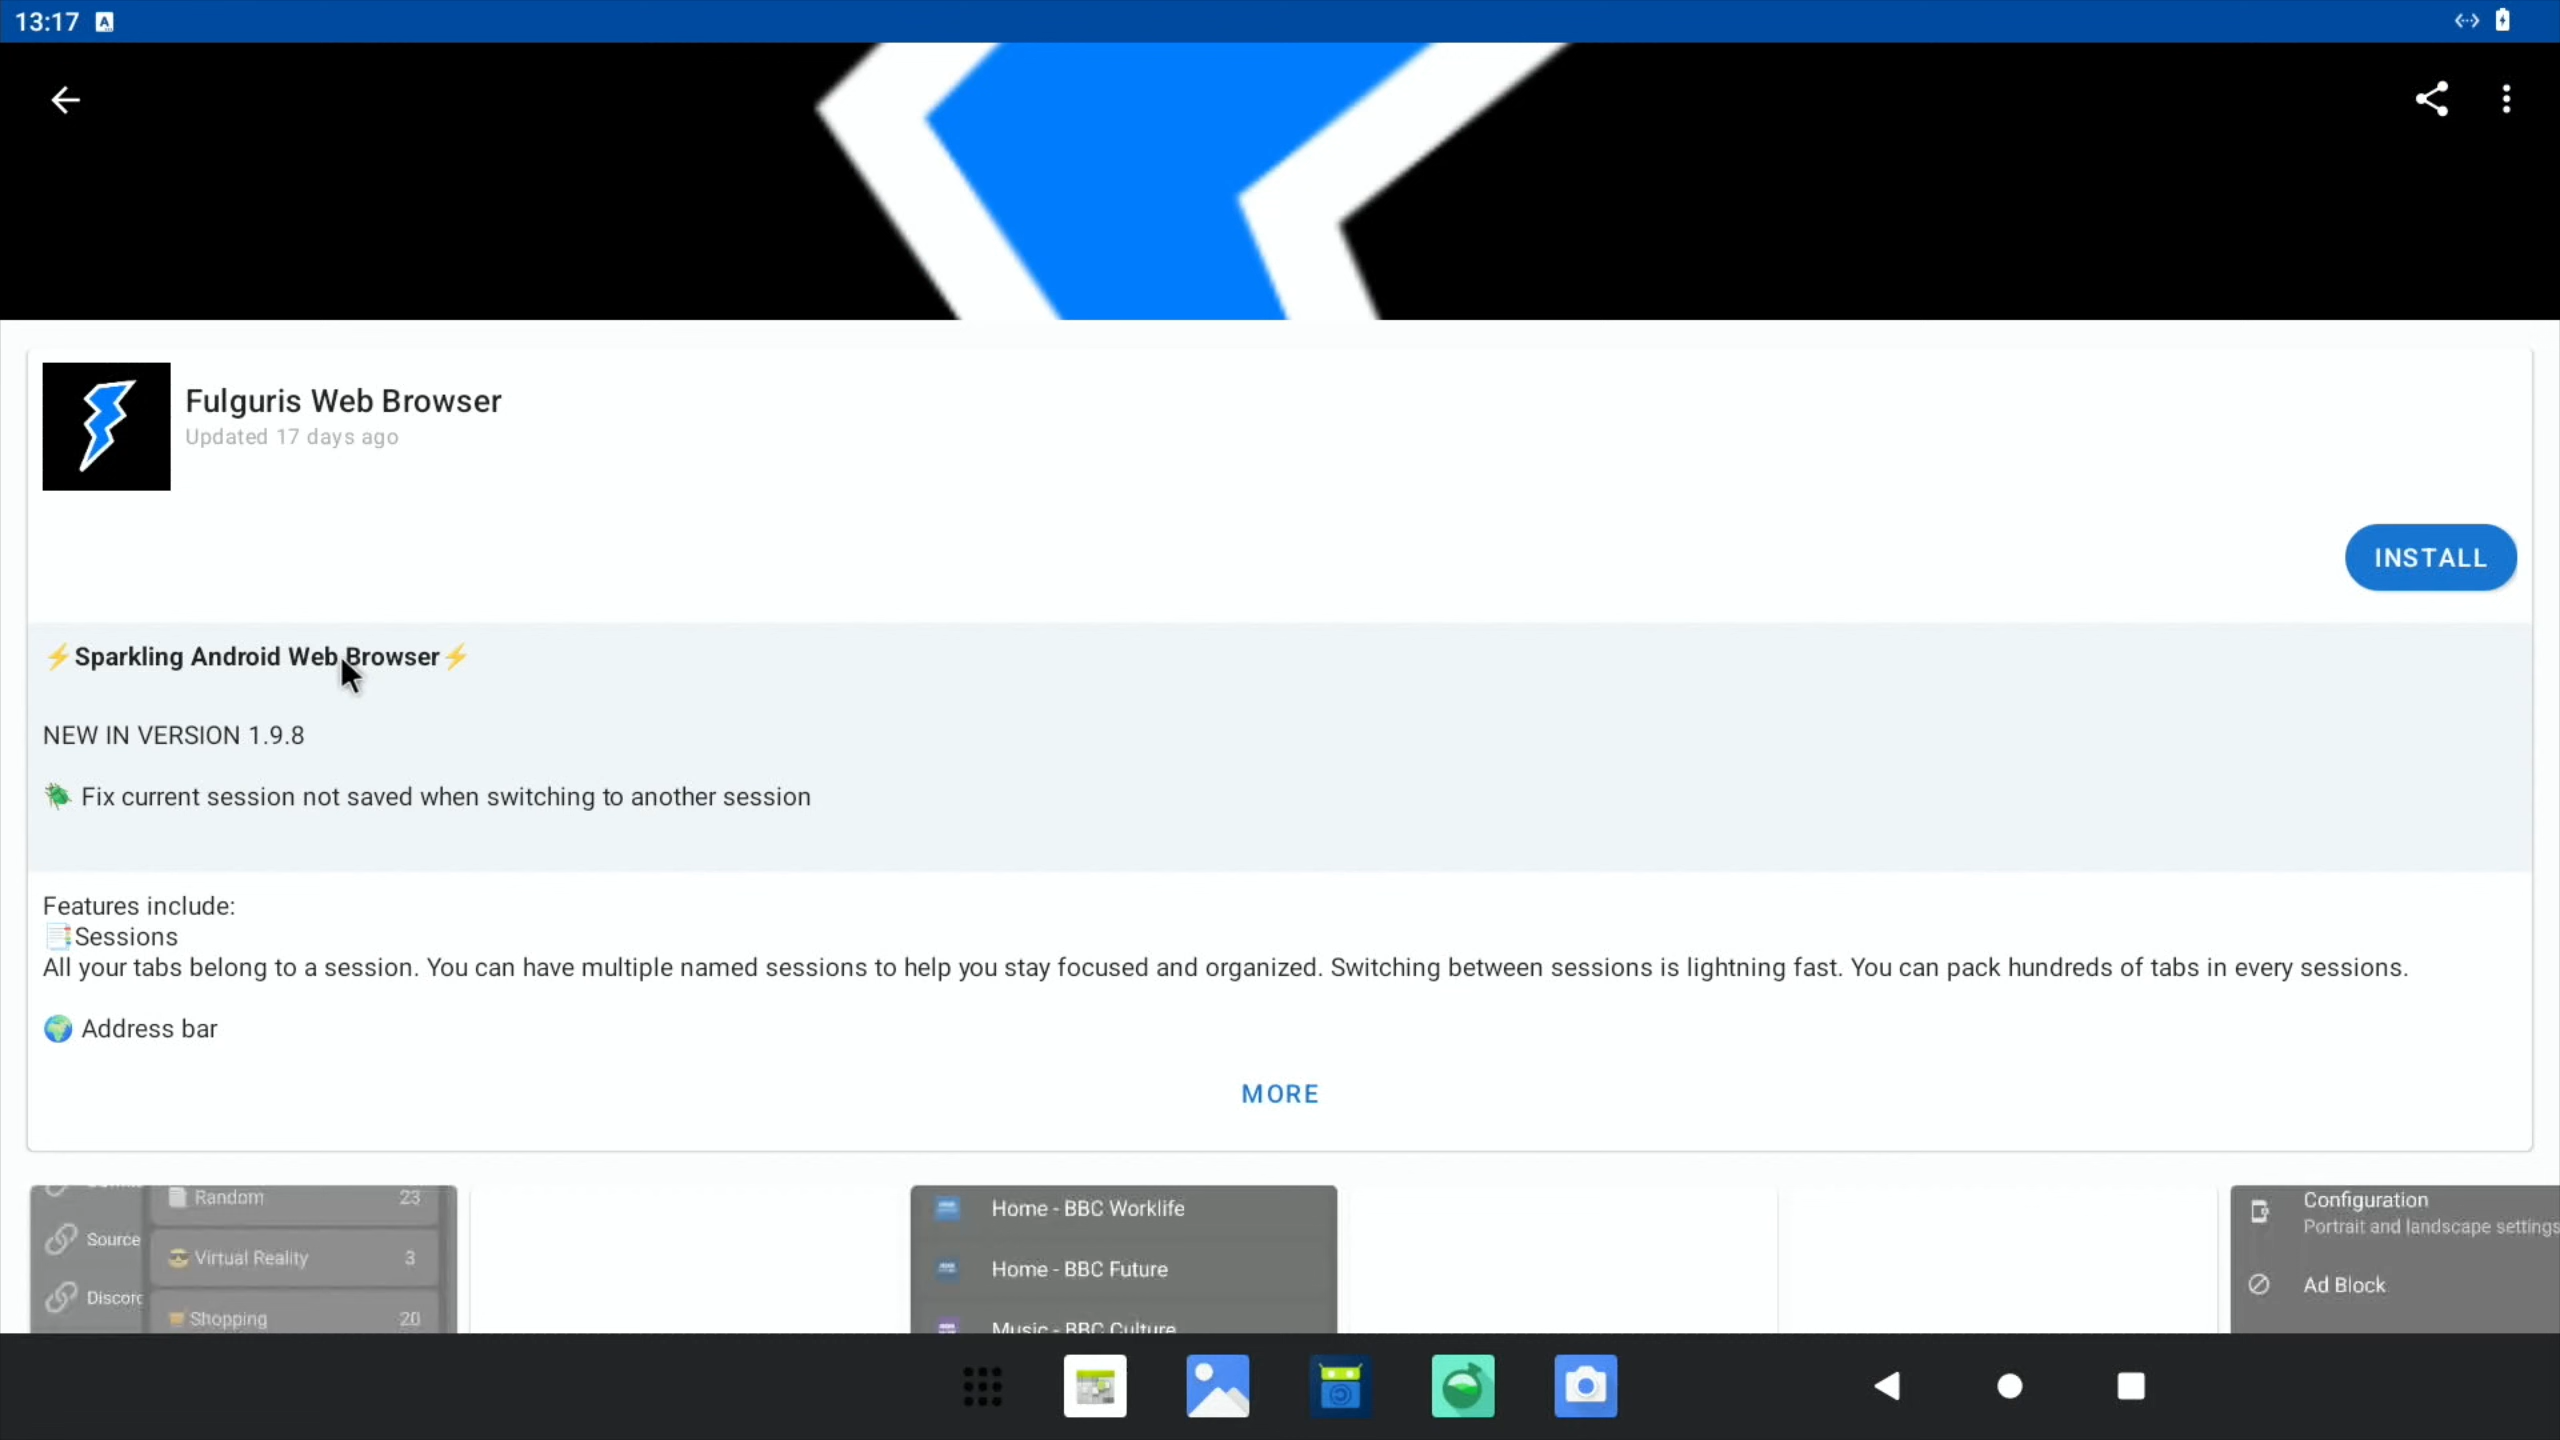 13:17
Fulguris Web Browser
Updated 17 days ago
INSTALL
⚡Sparkling Android Web Browser⚡
NEW IN VERSION 1.9.8
🪲 Fix current session not saved when switching to another session
Features include:
📑Sessions
All your tabs belong to a session. You can have multiple named sessions to help you stay focused and organized. Switching between sessions is lightning fast. You can pack hundreds of tabs in every sessions.
🌍 Address bar
MORE
Random 23
Source
Virtual Reality 3
Discord
Shopping 20
Home - BBC Worklife
Home - BBC Future
Music - BBC Culture
Configuration
Portrait and landscape settings
Ad Block